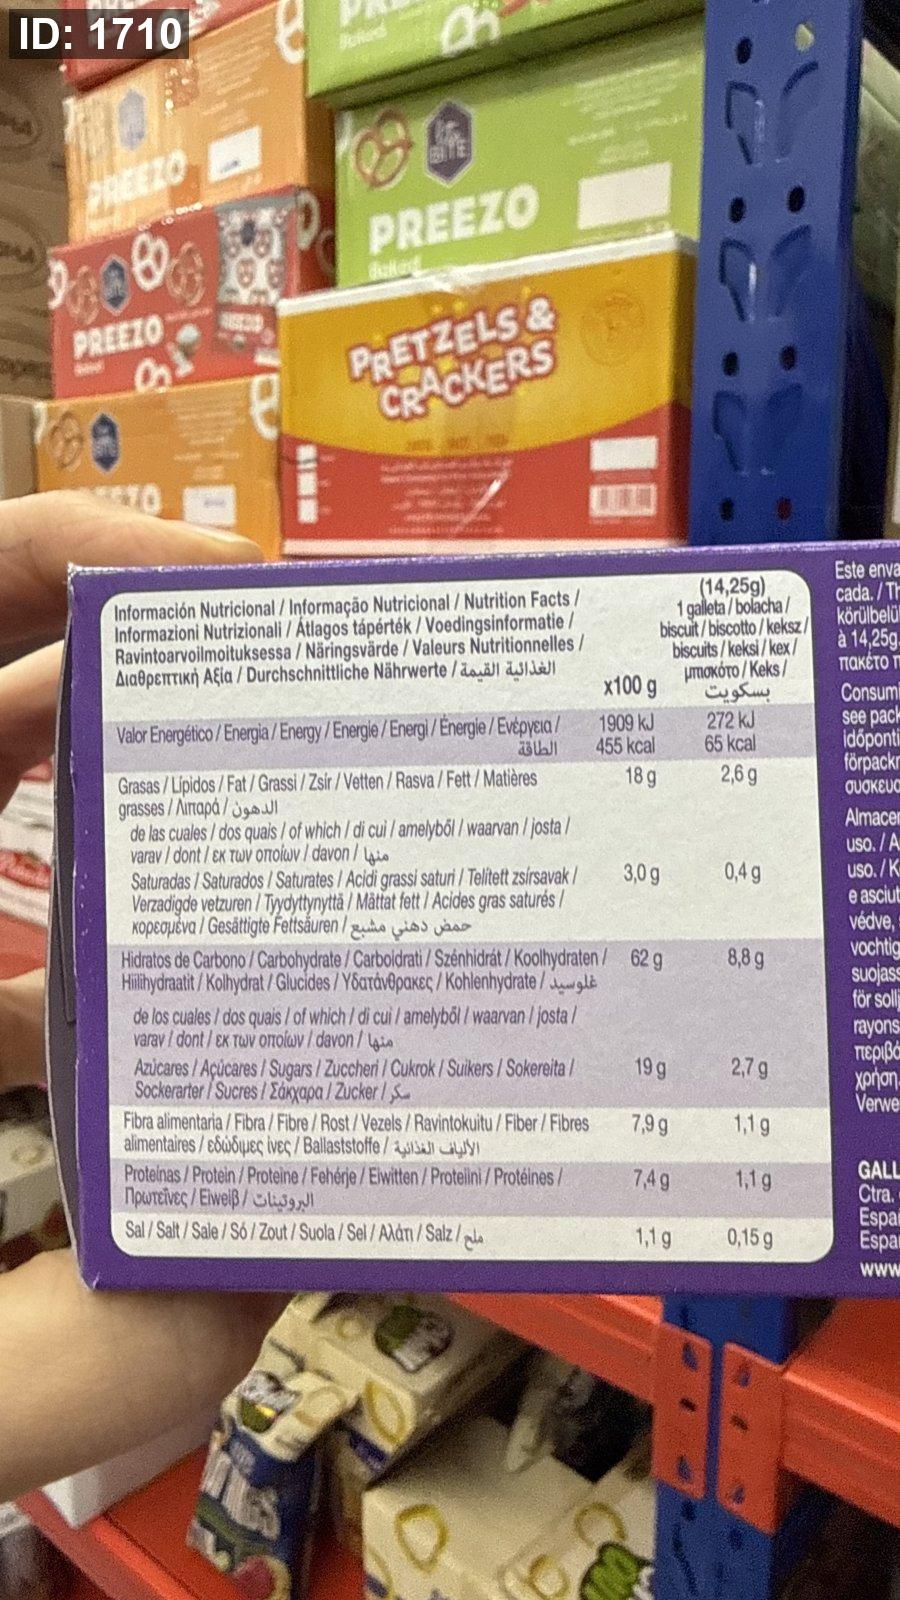 ID: 1710
Baked
PREEZO
BITE
PREEZO
Baked
PREEZO
PRETZELS &
CRACKERS
Información Nutricional / Informação Nutricional / Nutrition Facts /
Informazioni Nutrizionali / Átlagos tápérték / Voedingsinformatie /
Ravintoarvoilmoituksessa / Näringsvärde / Valeurs Nutritionnelles /
Διαθρεπτική Αξία / Durchschnittliche Nährwerte / الغذائية القيمة
x100 g
(14,25g)
1 galleta / bolacha /
biscuit / biscotto / keksz /
biscuits / keksi / kex /
μπισκότο / Keks /
بسكويت
Valor Energético / Energia / Energy / Energie / Energi / Énergie / Ενέργεια / 1909 kJ 272 kJ
الطاقة 455 kcal 65 kcal
Grasas / Lípidos / Fat / Grassi / Zsír / Vetten / Rasva / Fett / Matières 18 g 2,6 g
grasses / Λιπαρά / الدهون
de las cuales / dos quais / of which / di cui / amelyből / waarvan / josta /
varav / dont / εκ των οποίων / davon / منها
Saturadas / Saturados / Saturates / Acidi grassi saturi / Telített zsírsavak / 3,0 g 0,4 g
Verzadigde vetzuren / Tyydyttynyttä / Mättat fett / Acides gras saturés /
κορεσμένα / Gesättigte Fettsäuren / حمض دهني مشبع
Hidratos de Carbono / Carbohydrate / Carboidrati / Szénhidrát / Koolhydraten / 62 g 8,8 g
Hiilihydraatit / Kolhydrat / Glucides / Υδατάνθρακες / Kohlenhydrate / غلوسيد
de los cuales / dos quais / of which / di cui / amelyből / waarvan / josta /
varav / dont / εκ των οποίων / davon / منها
Azúcares / Açúcares / Sugars / Zuccheri / Cukrok / Suikers / Sokereita / 19 g 2,7 g
Sockerarter / Sucres / Σάκχαρα / Zucker / سكر
Fibra alimentaria / Fibra / Fibre / Rost / Vezels / Ravintokuitu / Fiber / Fibres 7,9 g 1,1 g
alimentaires / εδώδιμες ίνες / Ballaststoffe / الألياف الغذائية
Proteínas / Protein / Proteine / Fehérje / Eiwitten / Proteiini / Protéines / 7,4 g 1,1 g
Πρωτεΐνες / Eiweiß / البروتينات
Sal / Salt / Sale / Só / Zout / Suola / Sel / Αλάτι / Salz / ملح 1,1 g 0,15 g
Este enva
cada. / Th
körülbelü
à 14,25g.
πακέτο π
Consumi
see pack
időponti
förpackn
συσκευα
Almacen
uso. / A
uso. / K
e asciut
védve,
vochtig
suojass
för sollj
rayons
περιβά
χρήση.
Verwe
GALL
Ctra.
Espa
Espa
www